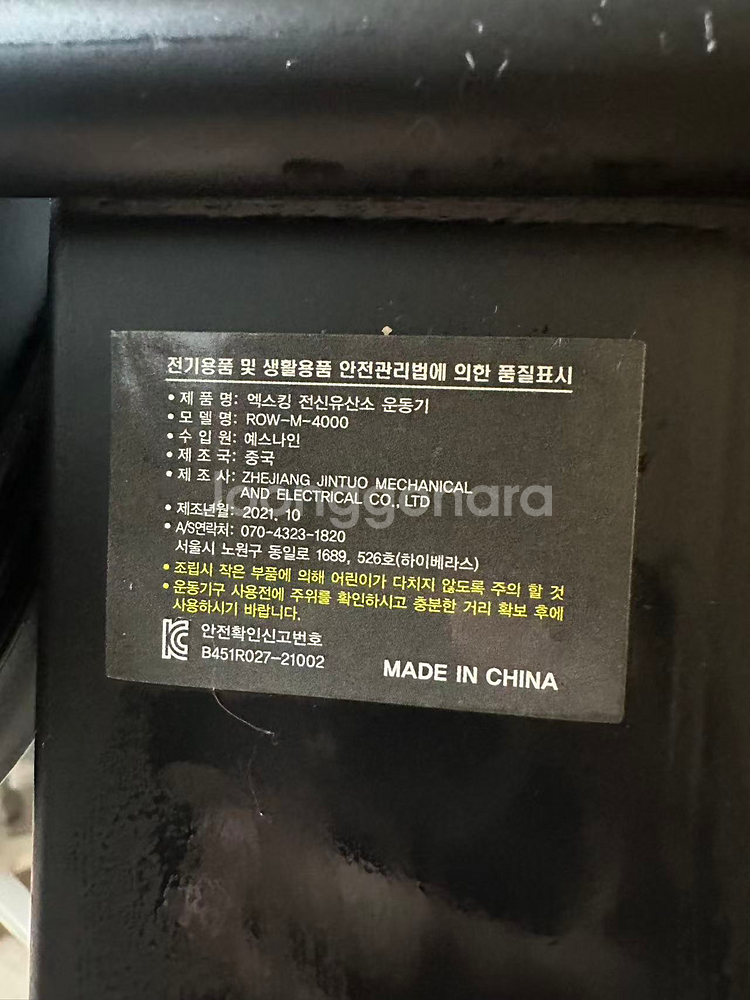 전기용품 및 생활용품 안전관리법에 의한 품질표시
• 제 품 명: 엑스킹 전신유산소 운동기
• 모 델 명: ROW-M-4000
• 수 입 원: 예스나인
• 제 조 국: 중국
• 제 조 사: ZHEJIANG JINTUO MECHANICAL
AND ELECTRICAL CO., LTD
• 제조년월: 2021. 10
• A/S연락처: 070-4323-1820
서울시 노원구 동일로 1689, 526호(하이베라스)
• 조립시 작은 부품에 의해 어린이가 다치지 않도록 주의 할 것
• 운동기구 사용전에 주위를 확인하시고 충분한 거리 확보 후에
사용하시기 바랍니다.
안전확인신고번호
B451R027-21002
MADE IN CHINA
Joonggonara